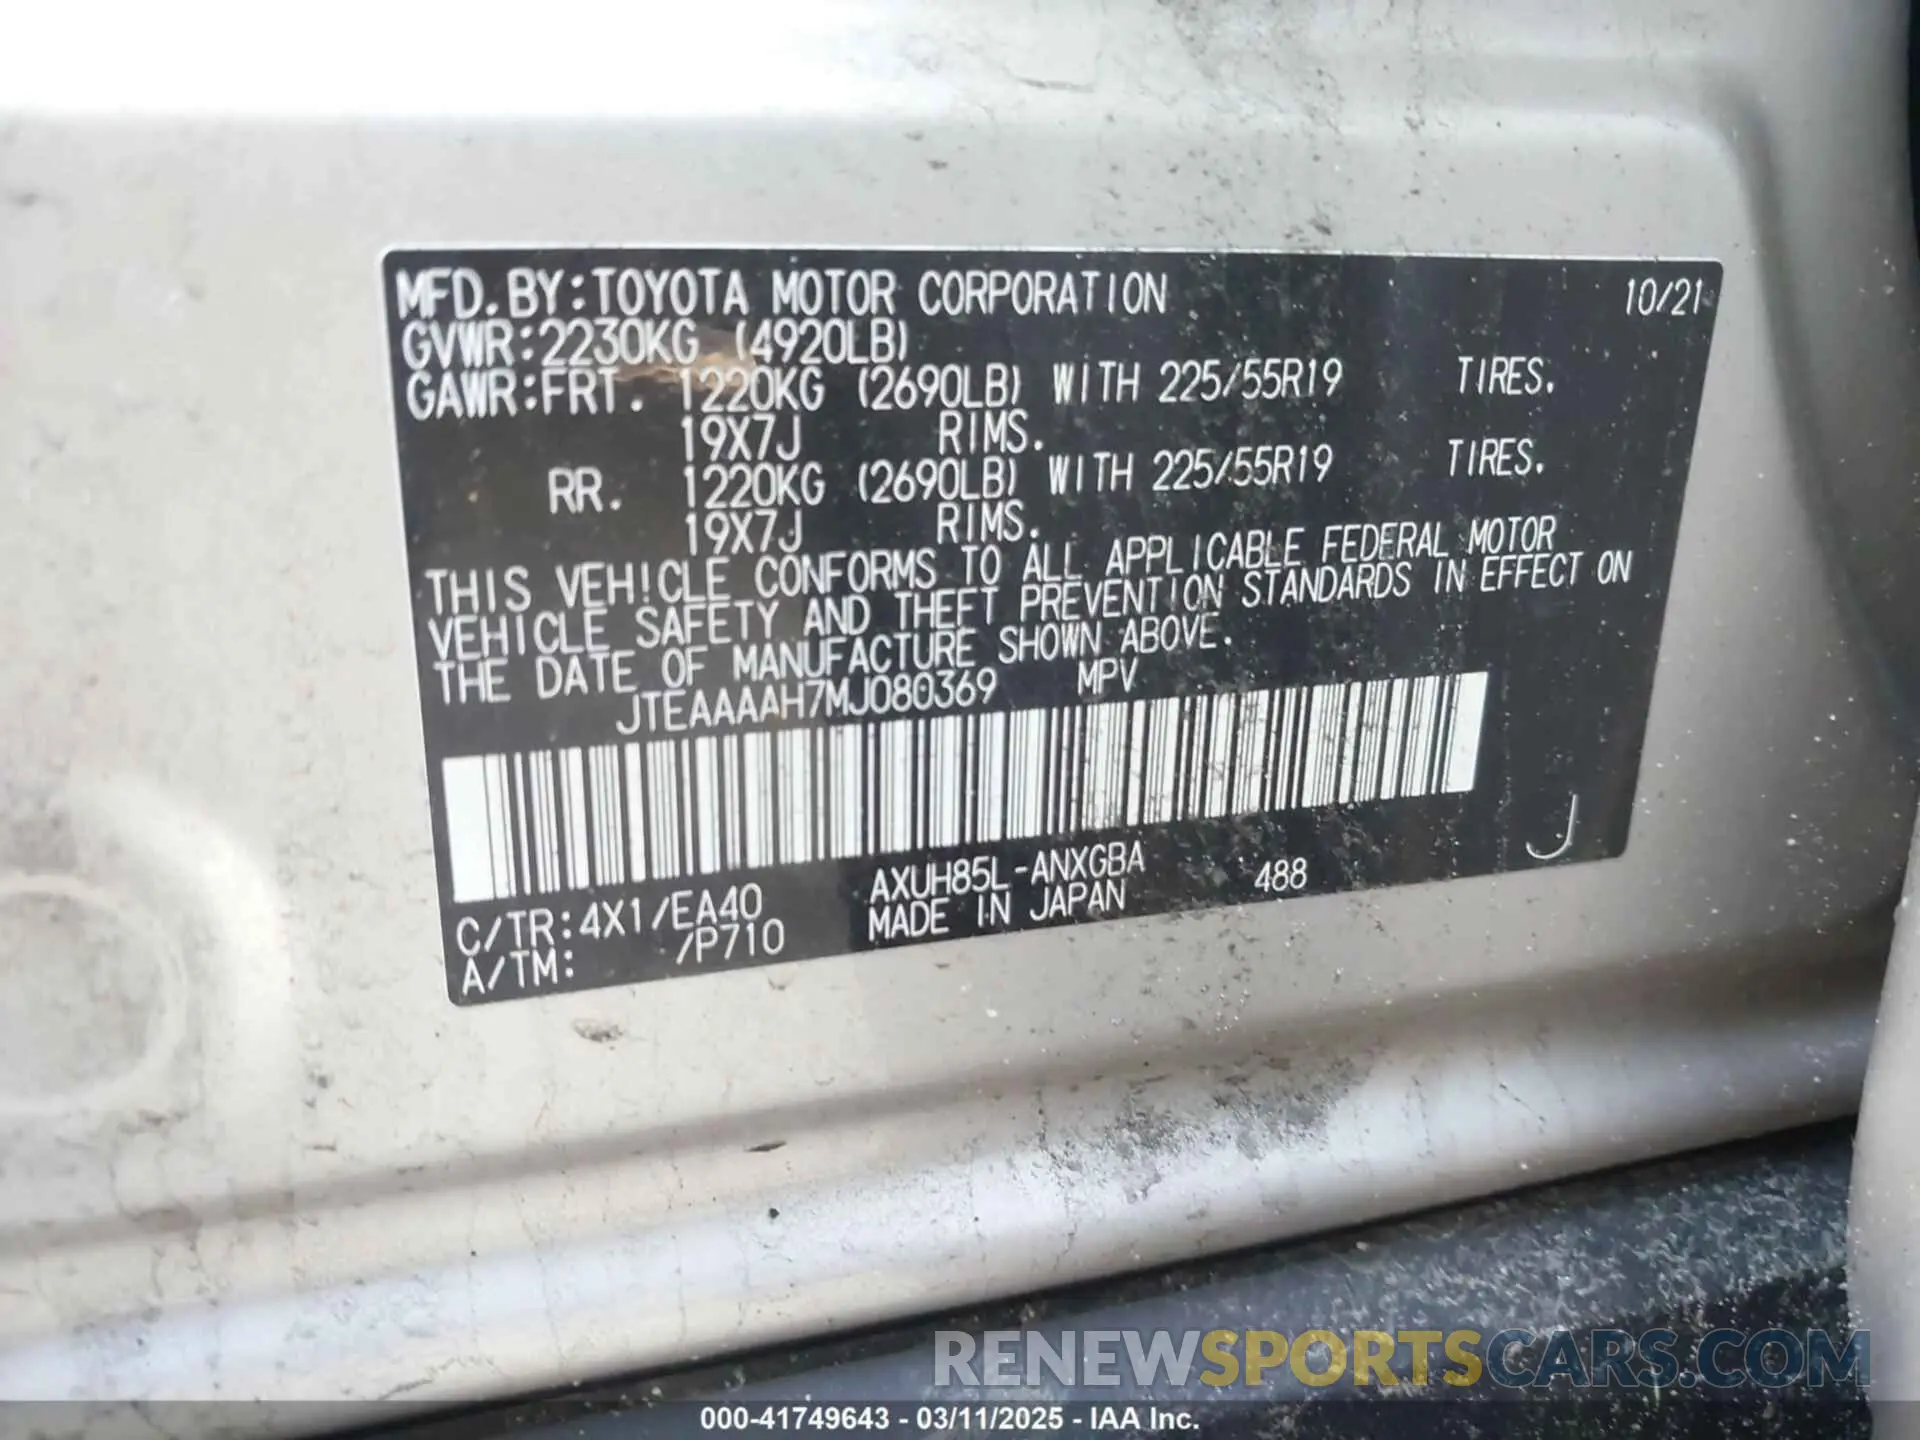 MFD. BY: TOYOTA MOTOR CORPORATION 10/21
GVWR: 2230KG (4920LB)
GAWR: FRT. 1220KG (2690LB) WITH 225/55R19 TIRES.
19X7J RIMS.
RR. 1220KG (2690LB) WITH 225/55R19 TIRES.
19X7J RIMS.
THIS VEHICLE CONFORMS TO ALL APPLICABLE FEDERAL MOTOR
VEHICLE SAFETY AND THEFT PREVENTION STANDARDS IN EFFECT ON
THE DATE OF MANUFACTURE SHOWN ABOVE.
JTEAAAAH7MJ080369 MPV
AXUH85L-ANXGBA 488 J
C/TR: 4X1/EA40 MADE IN JAPAN
A/TM: /P710
RENEWSPORTSCARS.COM
000-41749643 - 03/11/2025 - IAA Inc.